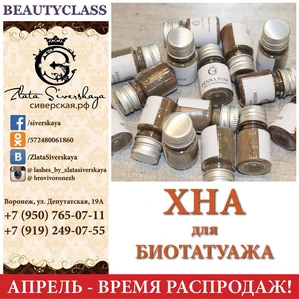 BEAUTYCLASS
Zlata Siverskaya
сиверская.рф
/siverskaya
/572480061860
/ZlataSiverskaya
@ lashes_by_zlatasiverskaya
@ brovivoronezh
Воронеж, ул. Депутатская, 19А
+7 (950) 765-07-11
+7 (919) 249-07-55
ХНА
для
БИОТАТУАЖА
АПРЕЛЬ - ВРЕМЯ РАСПРОДАЖ!